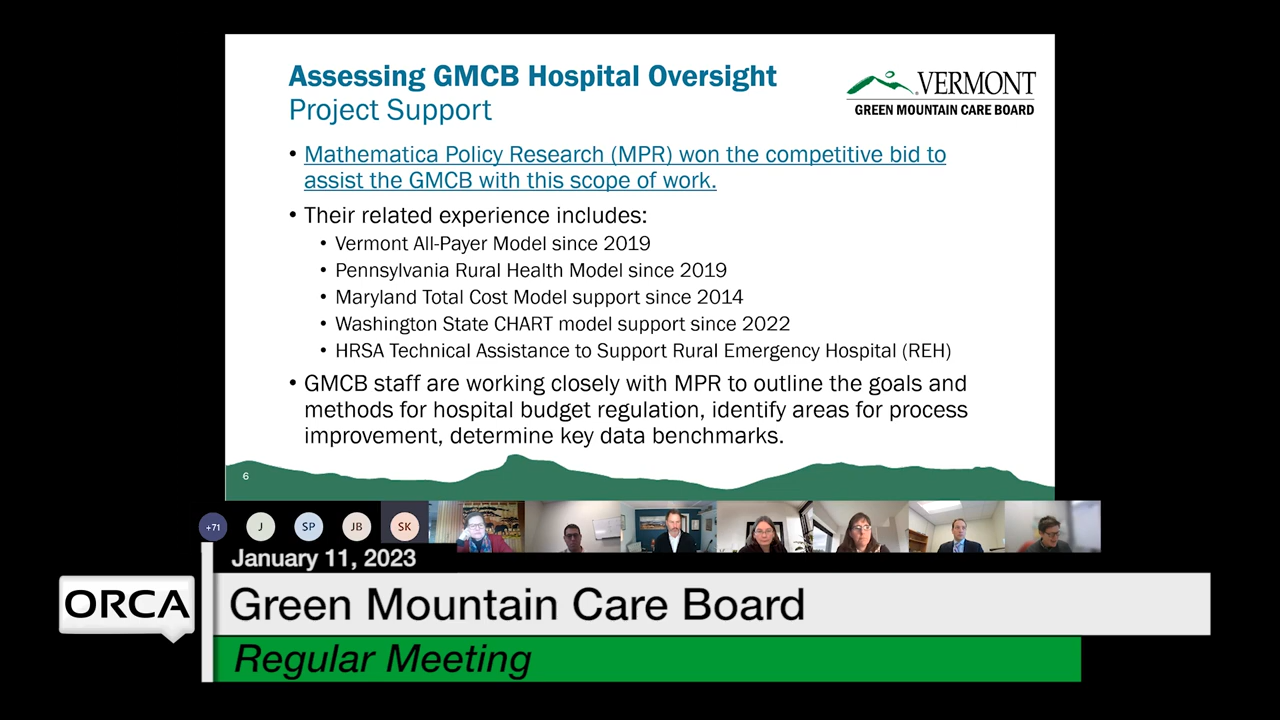 Assessing GMCB Hospital Oversight
Project Support
VERMONT
GREEN MOUNTAIN CARE BOARD
• Mathematica Policy Research (MPR) won the competitive bid to
assist the GMCB with this scope of work.
• Their related experience includes:
• Vermont All-Payer Model since 2019
• Pennsylvania Rural Health Model since 2019
• Maryland Total Cost Model support since 2014
• Washington State CHART model support since 2022
• HRSA Technical Assistance to Support Rural Emergency Hospital (REH)
• GMCB staff are working closely with MPR to outline the goals and
methods for hospital budget regulation, identify areas for process
improvement, determine key data benchmarks.
6
+71 J SP JB SK
January 11, 2023
ORCA
Green Mountain Care Board
Regular Meeting